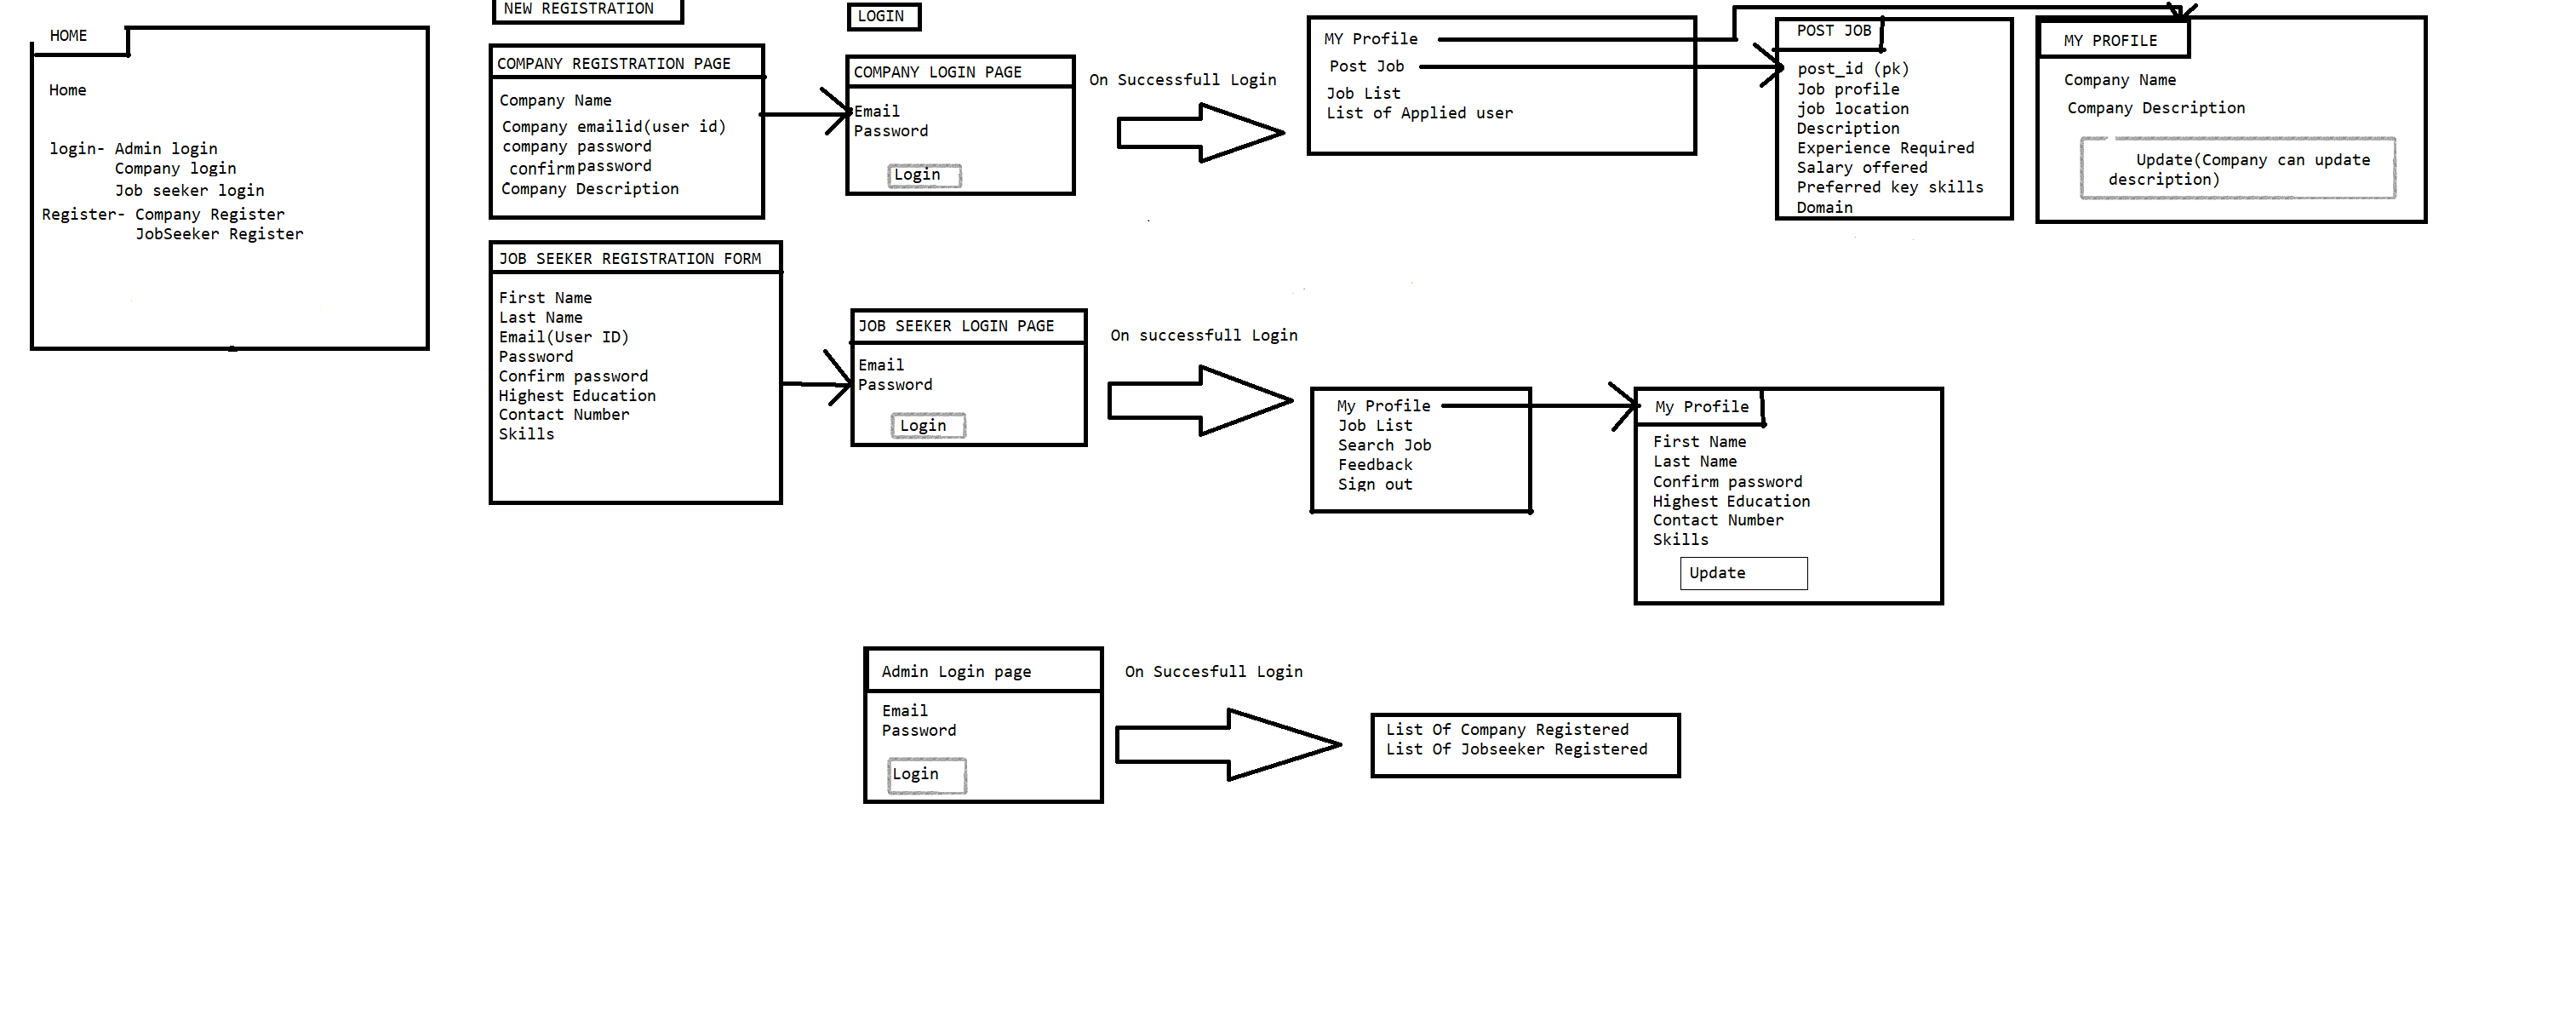 HOME
Home
login- Admin login
Company login
Job seeker login
Register- Company Register
JobSeeker Register
NEW REGISTRATION
COMPANY REGISTRATION PAGE
Company Name
Company emailid(user id)
company password
confirm password
Company Description
JOB SEEKER REGISTRATION FORM
First Name
Last Name
Email(User ID)
Password
Confirm password
Highest Education
Contact Number
Skills
LOGIN
COMPANY LOGIN PAGE
Email
Password
Login
On Successfull Login
MY Profile
Post Job
Job List
List of Applied user
POST JOB
post_id (pk)
Job profile
job location
Description
Experience Required
Salary offered
Preferred key skills
Domain
MY PROFILE
Company Name
Company Description
Update(Company can update
description)
JOB SEEKER LOGIN PAGE
Email
Password
Login
On successfull Login
My Profile
Job List
Search Job
Feedback
Sign out
My Profile
First Name
Last Name
Confirm password
Highest Education
Contact Number
Skills
Update
Admin Login page
Email
Password
Login
On Succesfull Login
List Of Company Registered
List Of Jobseeker Registered